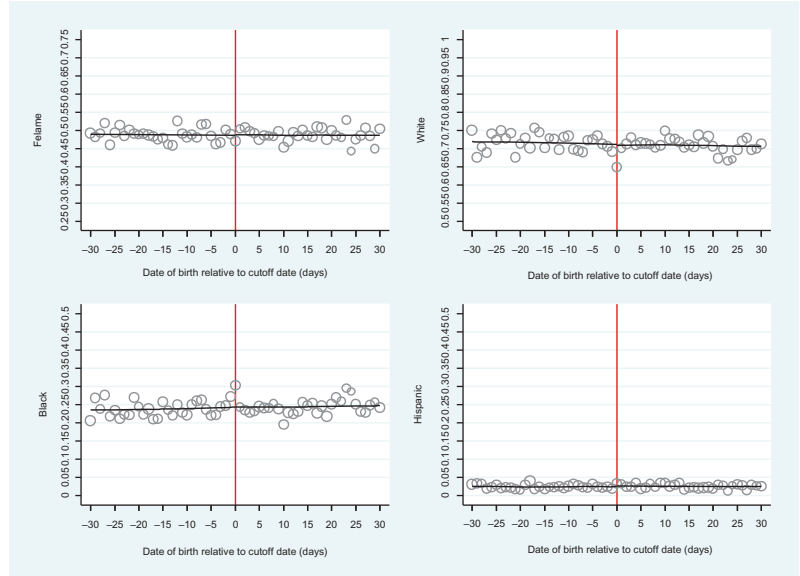 Felame
0.25 0.3 0.35 0.4 0.45 0.5 0.55 0.6 0.65 0.7 0.75
–30 –25 –20 –15 –10 –5 0 5 10 15 20 25 30
Date of birth relative to cutoff date (days)
White
0.5 0.55 0.6 0.65 0.7 0.75 0.8 0.85 0.9 0.95 1
–30 –25 –20 –15 –10 –5 0 5 10 15 20 25 30
Date of birth relative to cutoff date (days)
Black
0 0.05 0.1 0.15 0.2 0.25 0.3 0.35 0.4 0.45 0.5
–30 –25 –20 –15 –10 –5 0 5 10 15 20 25 30
Date of birth relative to cutoff date (days)
Hispanic
0 0.05 0.1 0.15 0.2 0.25 0.3 0.35 0.4 0.45 0.5
–30 –25 –20 –15 –10 –5 0 5 10 15 20 25 30
Date of birth relative to cutoff date (days)